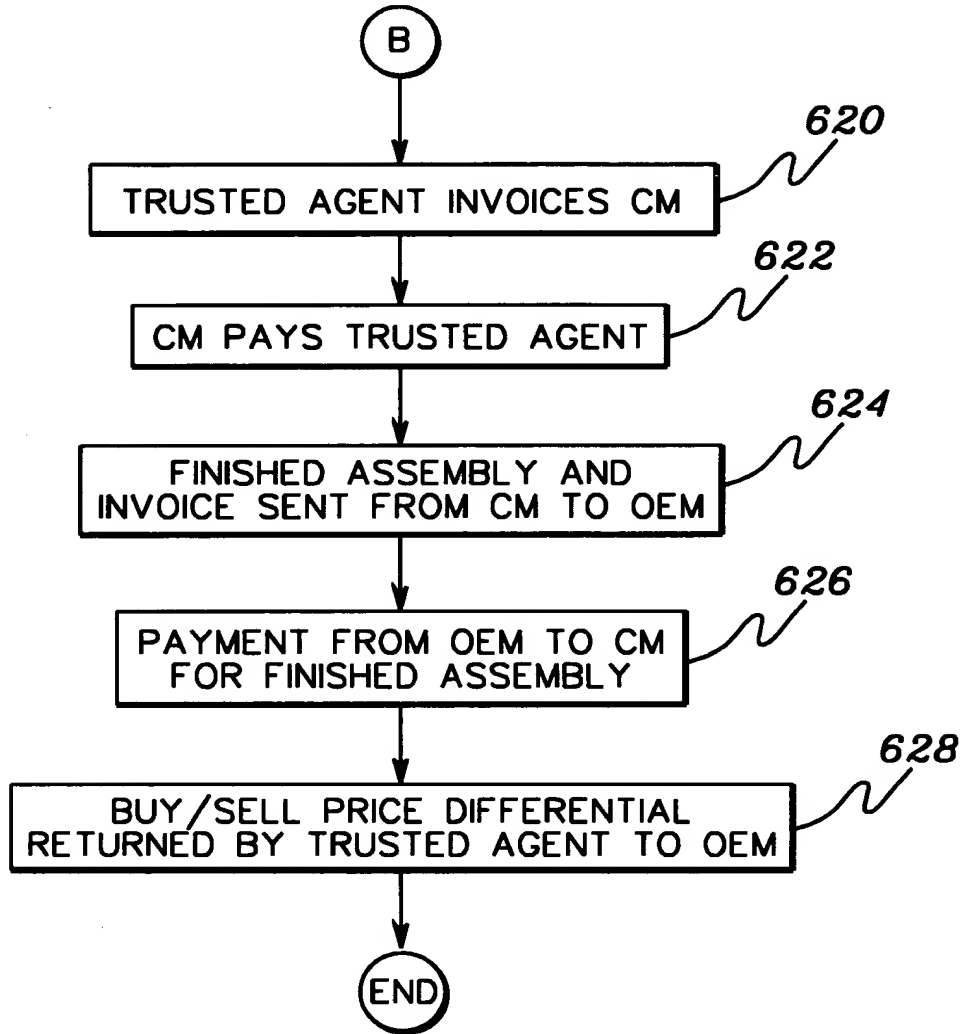 B
620
TRUSTED AGENT INVOICES CM
622
CM PAYS TRUSTED AGENT
624
FINISHED ASSEMBLY AND
INVOICE SENT FROM CM TO OEM
626
PAYMENT FROM OEM TO CM
FOR FINISHED ASSEMBLY
628
BUY/SELL PRICE DIFFERENTIAL
RETURNED BY TRUSTED AGENT TO OEM
END